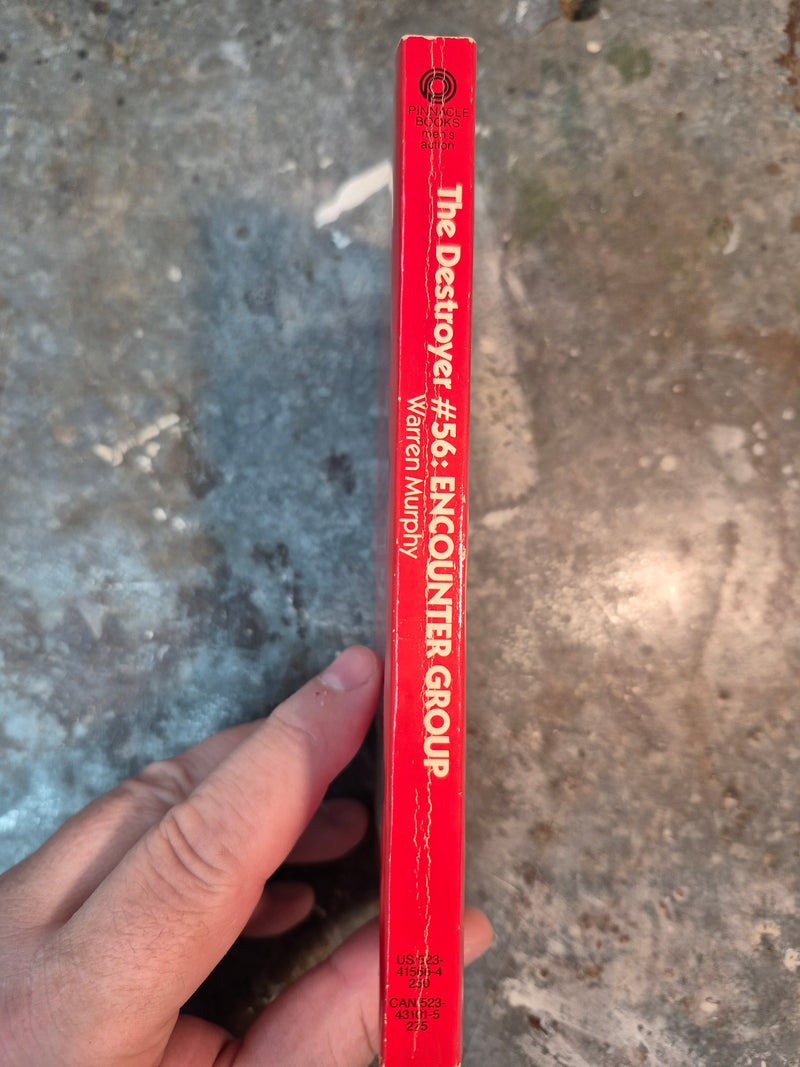 PINNACLE
BOOKS
men's
action
The Destroyer #56: ENCOUNTER GROUP
Warren Murphy
US 523-
41566-4
250
CAN 523-
43101-5
275